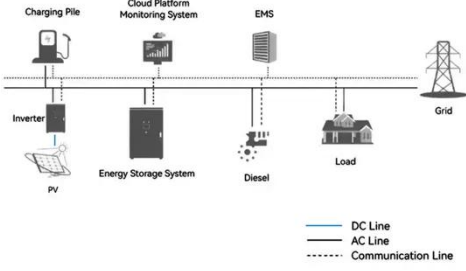 Cloud Platform
Monitoring System
Charging Pile
EMS
Grid
Inverter
PV
Energy Storage System
Diesel
Load
DC Line
AC Line
Communication Line